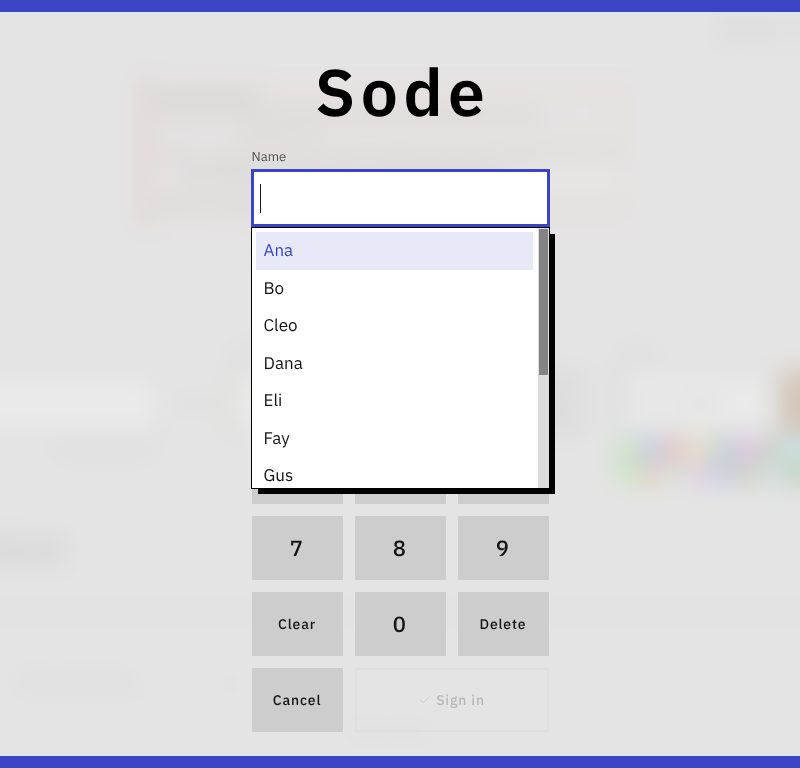 Sode
Name
Ana
Bo
Cleo
Dana
Eli
Fay
Gus
7 8 9
Clear 0 Delete
Cancel ✓ Sign in